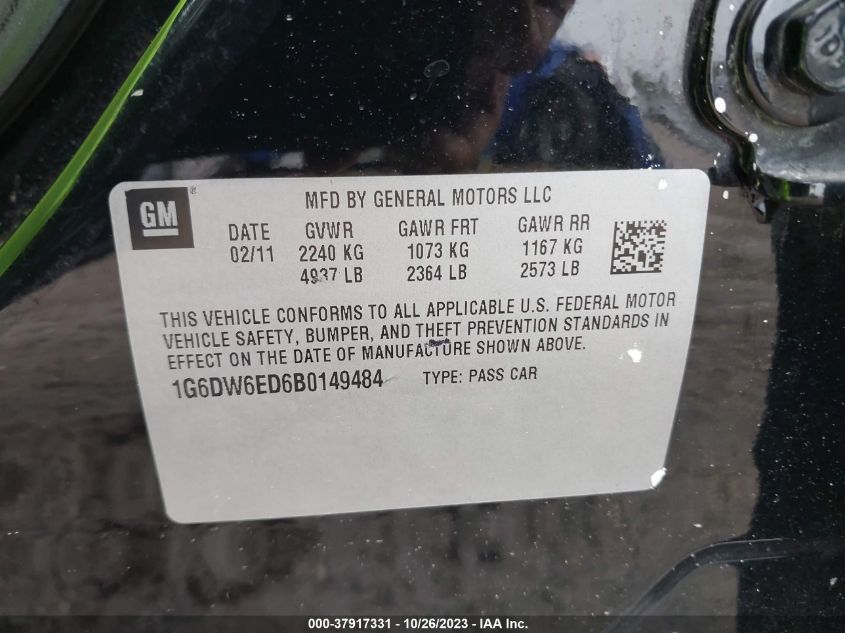 GM
®
MFD BY GENERAL MOTORS LLC
DATE GVWR GAWR FRT GAWR RR
02/11 2240 KG 1073 KG 1167 KG
4937 LB 2364 LB 2573 LB
THIS VEHICLE CONFORMS TO ALL APPLICABLE U.S. FEDERAL MOTOR
VEHICLE SAFETY, BUMPER, AND THEFT PREVENTION STANDARDS IN
EFFECT ON THE DATE OF MANUFACTURE SHOWN ABOVE.
1G6DW6ED6B0149484 TYPE: PASS CAR
000-37917331 - 10/26/2023 - IAA Inc.